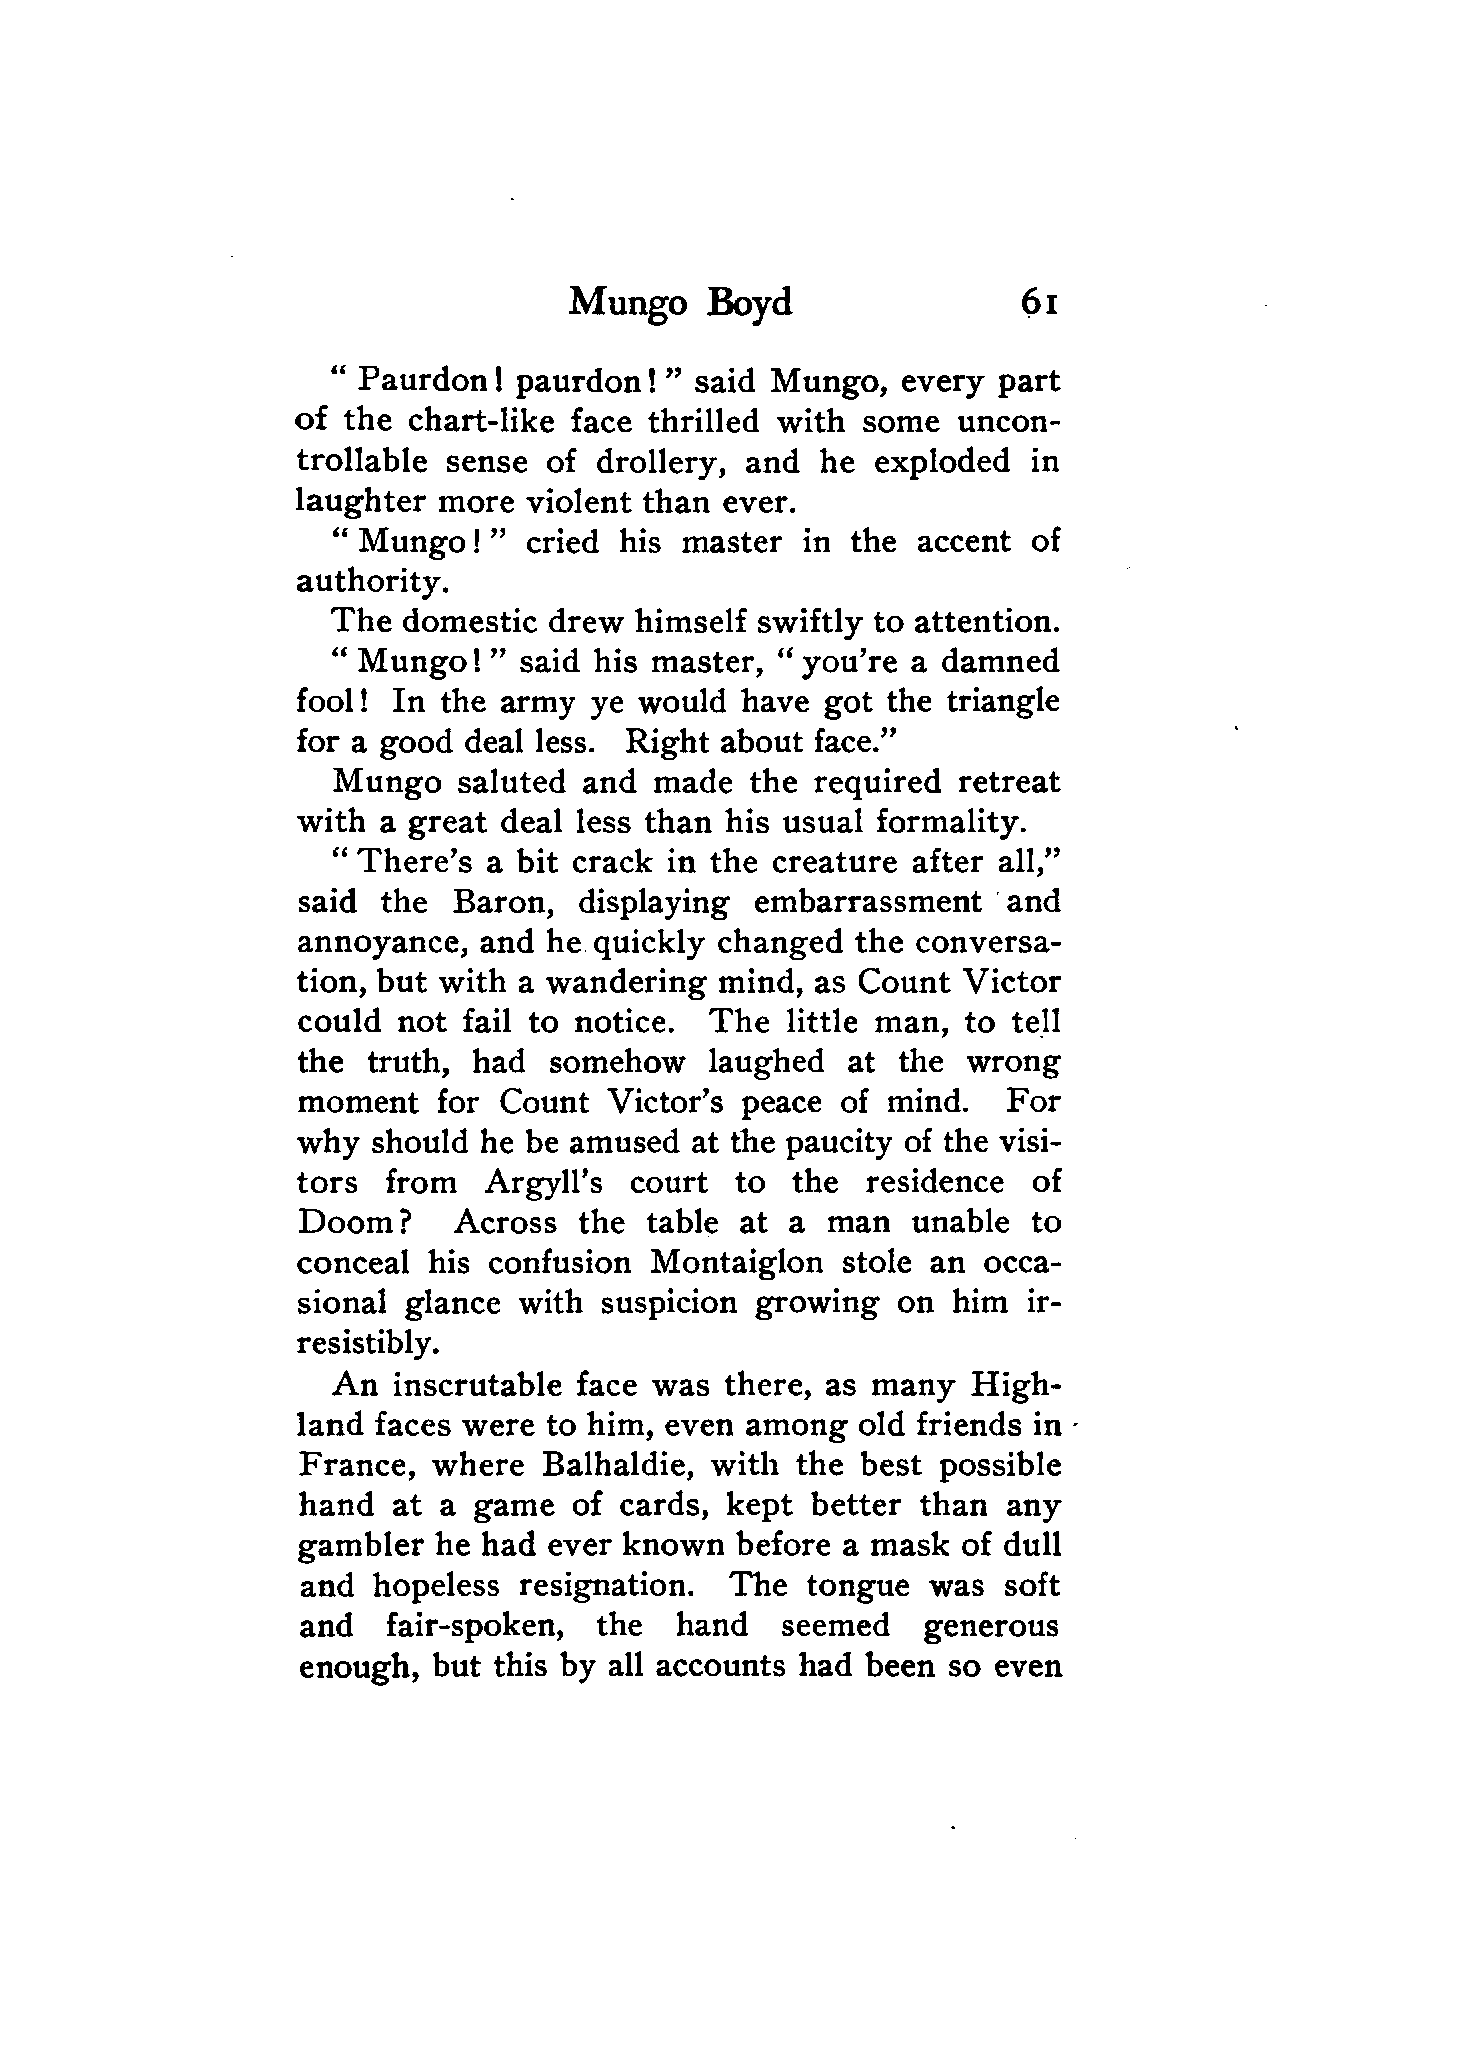 Mungo Boyd 61
“ Paurdon! paurdon! ” said Mungo, every part
of the chart-like face thrilled with some uncon-
trollable sense of drollery, and he exploded in
laughter more violent than ever.
“ Mungo! ” cried his master in the accent of
authority.
The domestic drew himself swiftly to attention.
“ Mungo! ” said his master, “ you're a damned
fool! In the army ye would have got the triangle
for a good deal less. Right about face.”
Mungo saluted and made the required retreat
with a great deal less than his usual formality.
“ There's a bit crack in the creature after all,”
said the Baron, displaying embarrassment and
annoyance, and he quickly changed the conversa-
tion, but with a wandering mind, as Count Victor
could not fail to notice. The little man, to tell
the truth, had somehow laughed at the wrong
moment for Count Victor's peace of mind. For
why should he be amused at the paucity of the visi-
tors from Argyll's court to the residence of
Doom? Across the table at a man unable to
conceal his confusion Montaiglon stole an occa-
sional glance with suspicion growing on him ir-
resistibly.
An inscrutable face was there, as many High-
land faces were to him, even among old friends in
France, where Balhaldie, with the best possible
hand at a game of cards, kept better than any
gambler he had ever known before a mask of dull
and hopeless resignation. The tongue was soft
and fair-spoken, the hand seemed generous
enough, but this by all accounts had been so even